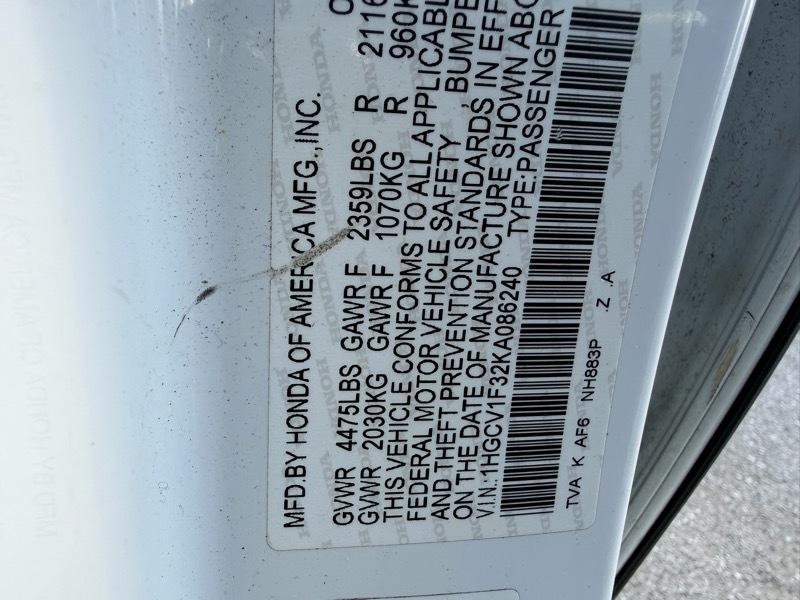 MFD.BY HONDA OF AMERICA MFG.,INC.
GVWR 4475LBS GAWR F 2359LBS R 2116
GVWR 2030KG GAWR F 1070KG R 960K
THIS VEHICLE CONFORMS TO ALL APPLICABL
FEDERAL MOTOR VEHICLE SAFETY, BUMPE
AND THEFT PREVENTION STANDARDS IN EFF
ON THE DATE OF MANUFACTURE SHOWN ABO
V.I.N.:1HGCV1F32KA086240 TYPE:PASSENGER
TVA K AF6 NH883P .Z .A